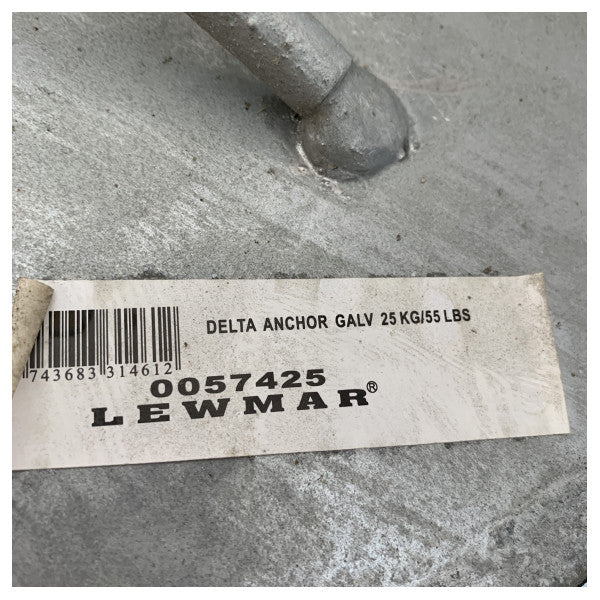 DELTA ANCHOR GALV 25 KG/55 LBS
743683 314612
0057425
LEWMAR®